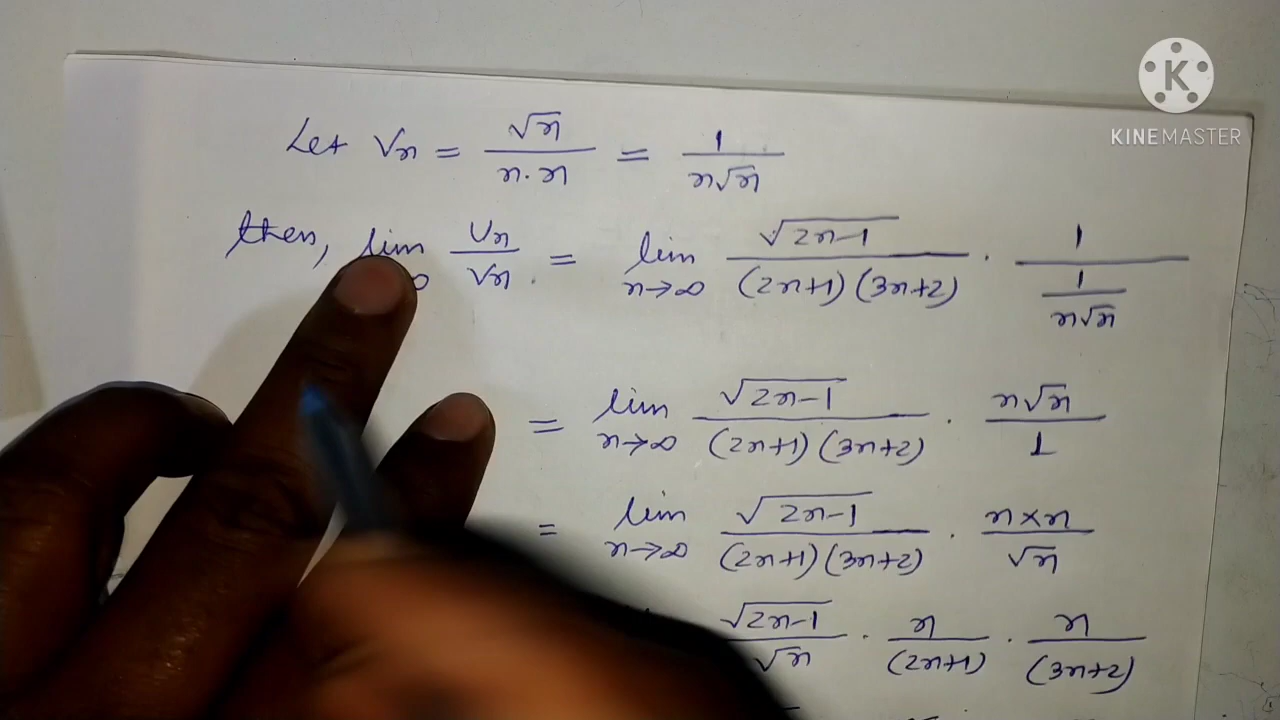 K
KINEMASTER
Let Vn = √n / n·n = 1 / n√n
then, lim Un / Vn = lim n→∞ √2n-1 / (2n+1)(3n+2) · 1 / 1 / n√n
= lim n→∞ √2n-1 / (2n+1)(3n+2) · n√n / 1
= lim n→∞ √2n-1 / (2n+1)(3n+2) · n×n / √n
√2n-1 / √n · n / (2n+1) · n / (3n+2)